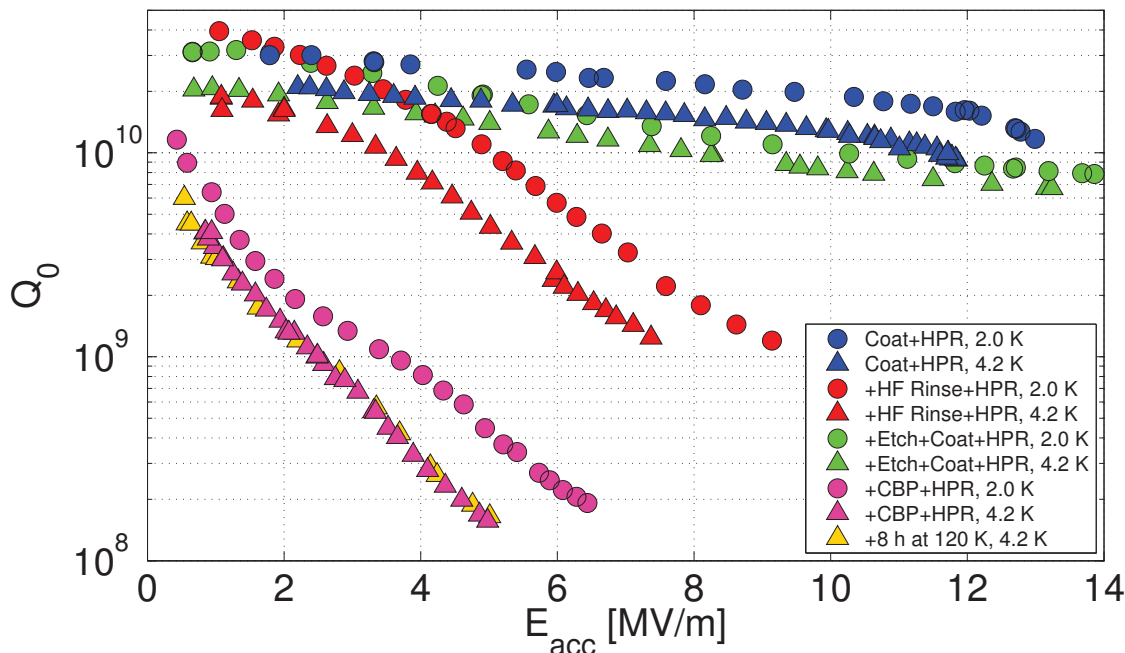 10^10
10^9
10^8
Q_0
0 2 4 6 8 10 12 14
E_acc [MV/m]
Coat+HPR, 2.0 K
Coat+HPR, 4.2 K
+HF Rinse+HPR, 2.0 K
+HF Rinse+HPR, 4.2 K
+Etch+Coat+HPR, 2.0 K
+Etch+Coat+HPR, 4.2 K
+CBP+HPR, 2.0 K
+CBP+HPR, 4.2 K
+8 h at 120 K, 4.2 K